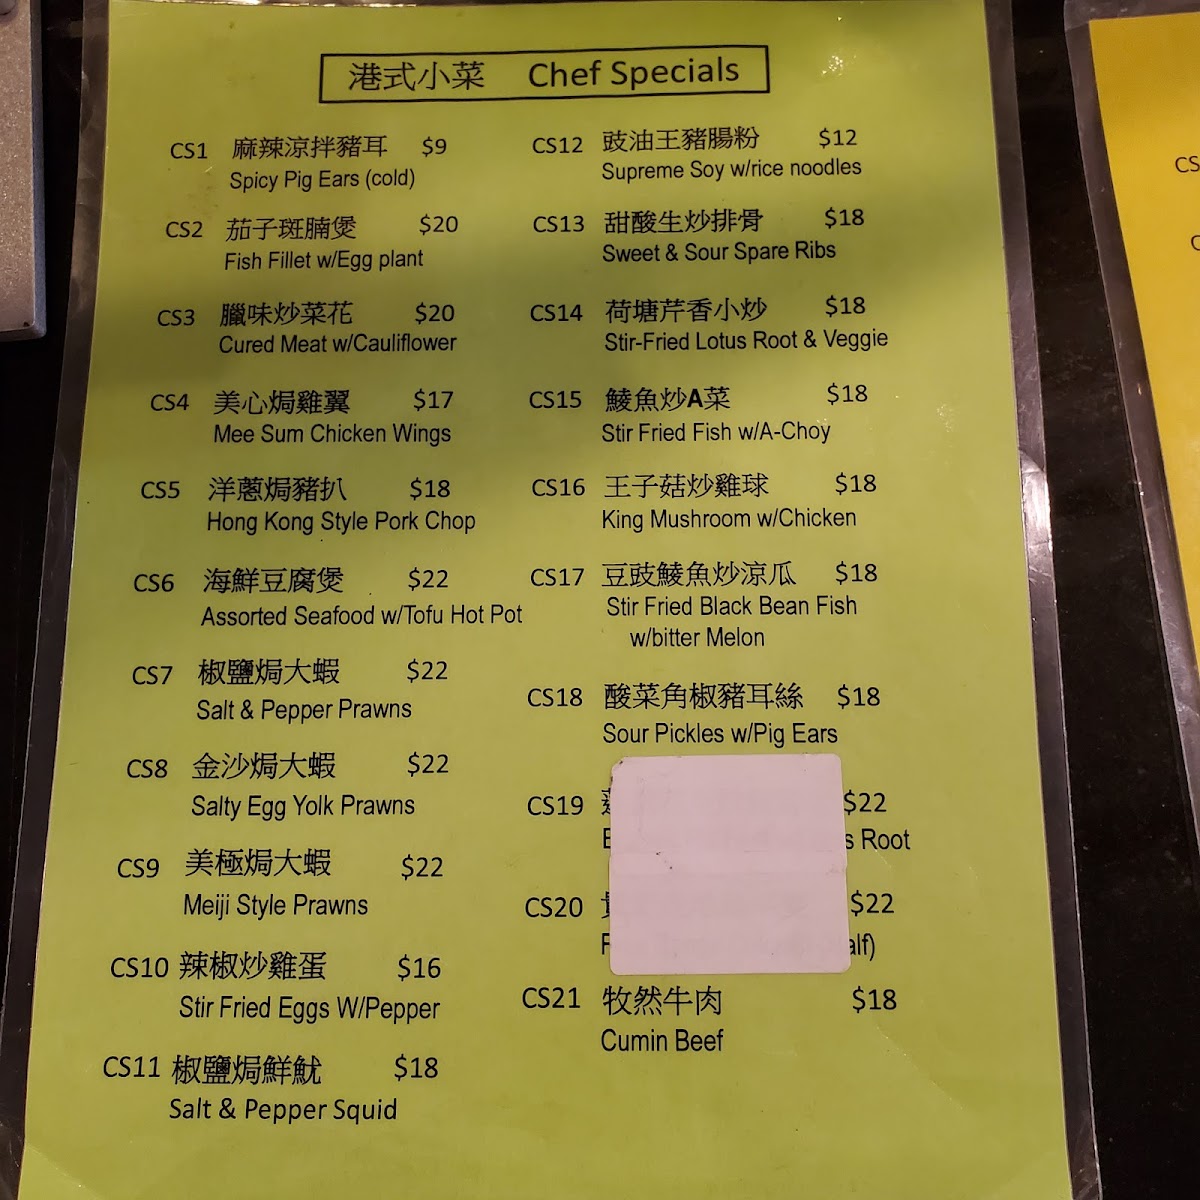 港式小菜 Chef Specials
CS1 麻辣涼拌豬耳 $9
Spicy Pig Ears (cold)
CS2 茄子斑腩煲 $20
Fish Fillet w/Egg plant
CS3 臘味炒菜花 $20
Cured Meat w/Cauliflower
CS4 美心焗雞翼 $17
Mee Sum Chicken Wings
CS5 洋蔥焗豬扒 $18
Hong Kong Style Pork Chop
CS6 海鮮豆腐煲 $22
Assorted Seafood w/Tofu Hot Pot
CS7 椒鹽焗大蝦 $22
Salt & Pepper Prawns
CS8 金沙焗大蝦 $22
Salty Egg Yolk Prawns
CS9 美極焗大蝦 $22
Meiji Style Prawns
CS10 辣椒炒雞蛋 $16
Stir Fried Eggs W/Pepper
CS11 椒鹽焗鮮魷 $18
Salt & Pepper Squid
CS12 豉油王豬腸粉 $12
Supreme Soy w/rice noodles
CS13 甜酸生炒排骨 $18
Sweet & Sour Spare Ribs
CS14 荷塘芹香小炒 $18
Stir-Fried Lotus Root & Veggie
CS15 鯪魚炒A菜 $18
Stir Fried Fish w/A-Choy
CS16 王子菇炒雞球 $18
King Mushroom w/Chicken
CS17 豆豉鯪魚炒涼瓜 $18
Stir Fried Black Bean Fish
w/bitter Melon
CS18 酸菜角椒豬耳絲 $18
Sour Pickles w/Pig Ears
CS19 $22
Root
CS20 $22
CS21 牧然牛肉 $18
Cumin Beef
CS